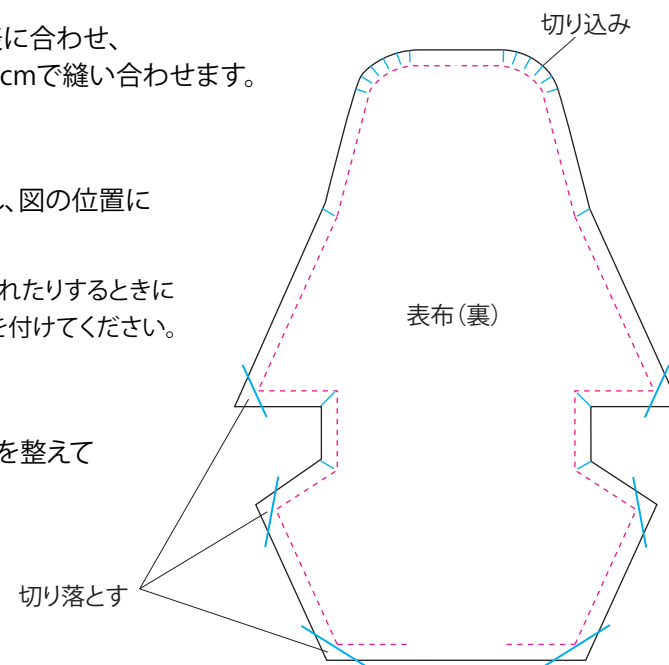 に合わせ、
cmで縫い合わせます。
切り込み
、図の位置に
れたりするときに
を付けてください。
表布(裏)
を整えて
切り落とす